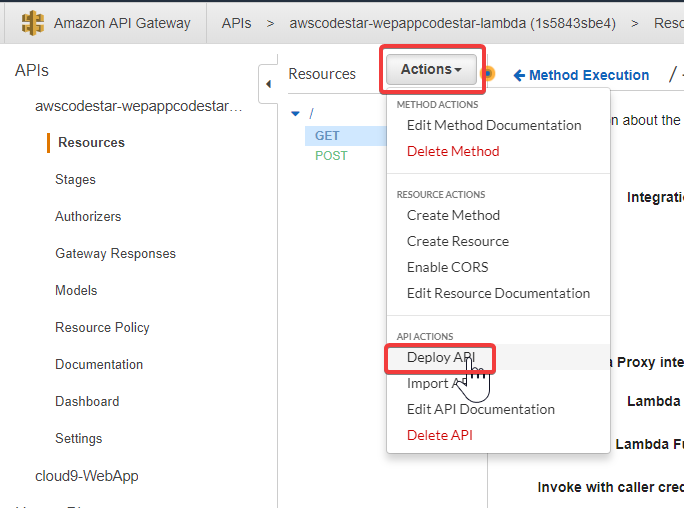 Amazon API Gateway APIs > awscodestar-wepappcodestar-lambda (1s5843sbe4) > Reso
APIs
awscodestar-wepappcodestar...
Resources
Stages
Authorizers
Gateway Responses
Models
Resource Policy
Documentation
Dashboard
Settings
cloud9-WebApp
Resources
Actions
/
GET
POST
METHOD ACTIONS
Edit Method Documentation
Delete Method
RESOURCE ACTIONS
Create Method
Create Resource
Enable CORS
Edit Resource Documentation
API ACTIONS
Deploy API
Import
Edit API Documentation
Delete API
Method Execution /
n about the
Integrati
Proxy inte
Lambda
Lambda Fu
Invoke with caller cred